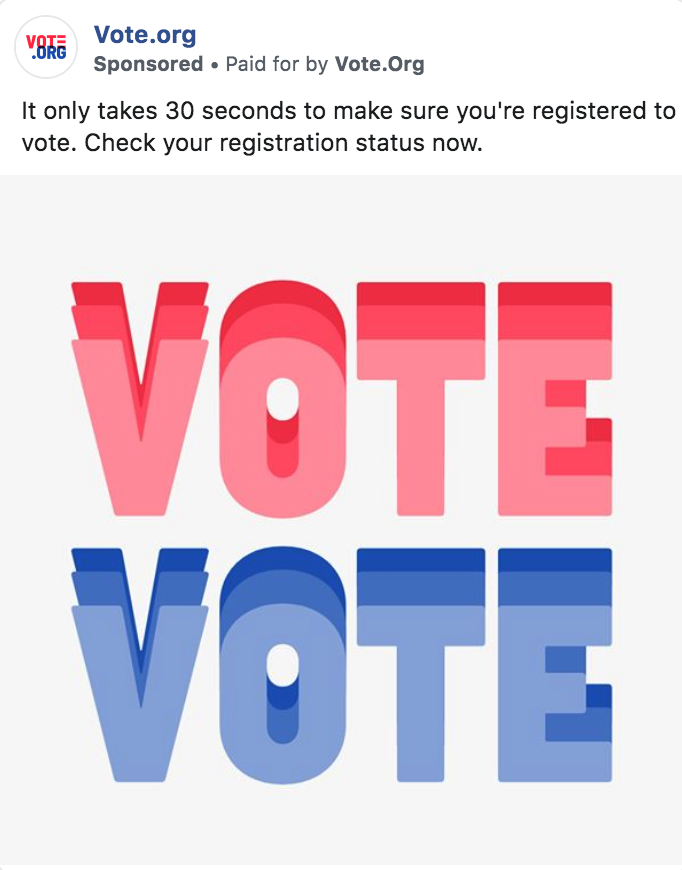 VOTE
.ORG
Vote.org
Sponsored • Paid for by Vote.Org
It only takes 30 seconds to make sure you're registered to
vote. Check your registration status now.
VOTE
VOTE